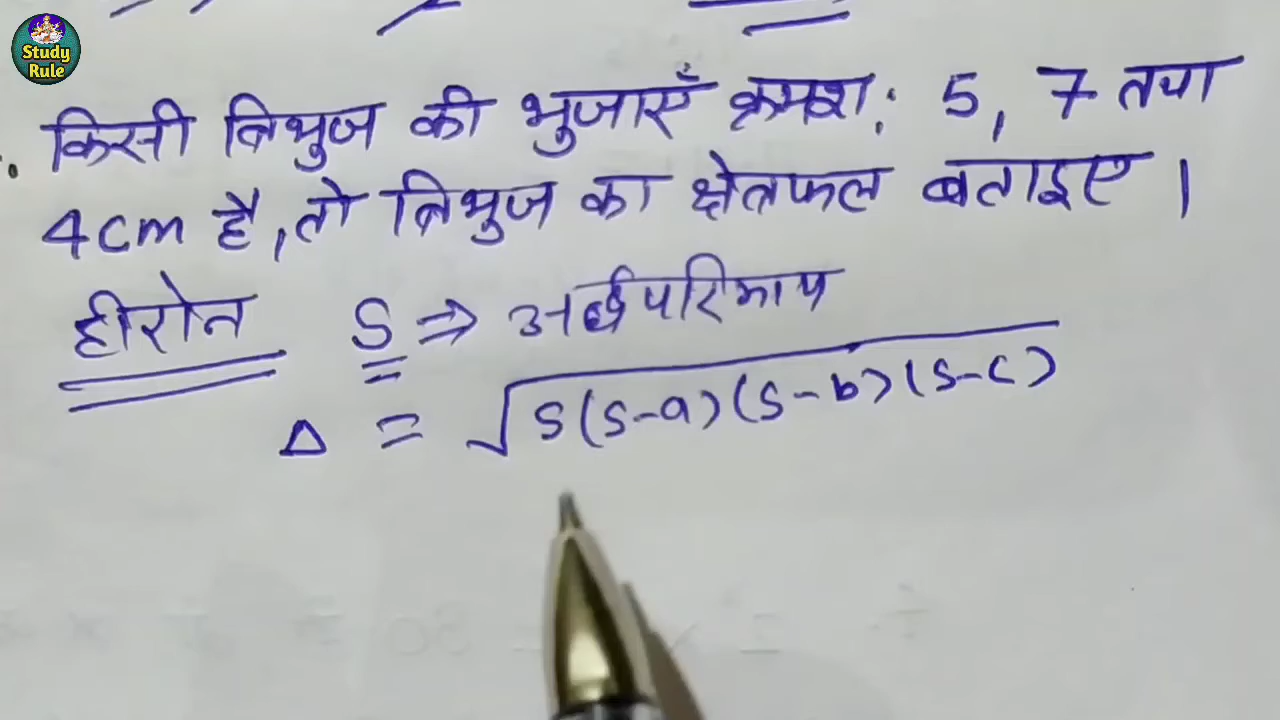 Study
Rule
किसी त्रिभुज की भुजाएँ क्रमश: 5, 7 तथा
4cm है, तो त्रिभुज का क्षेत्रफल बताइए।
हीरोन S ⇒ अर्धपरिमाप
Δ = √s(s-a)(s-b)(s-c)